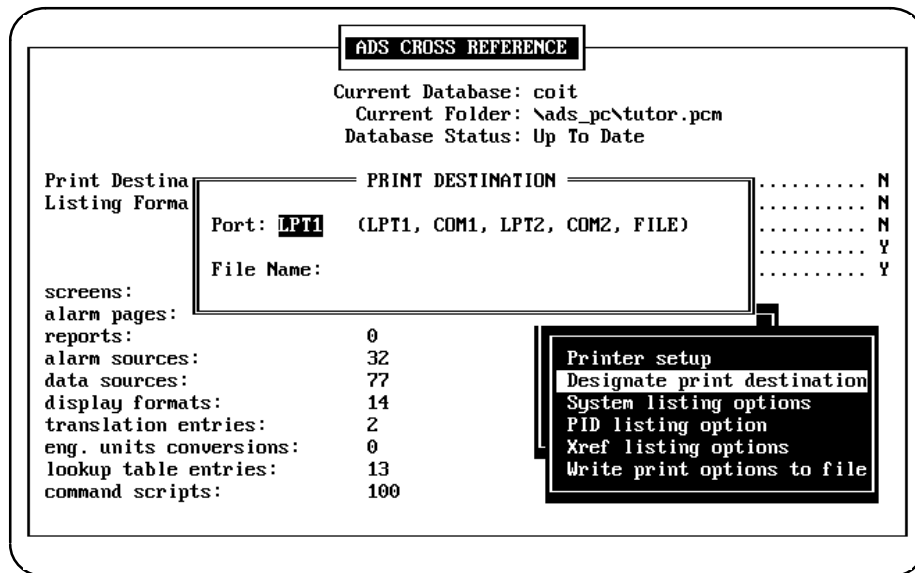 ADS CROSS REFERENCE
Current Database: coit
Current Folder: \ads_pc\tutor.pcm
Database Status: Up To Date
Print Destina
Listing Forma
.......... N
.......... N
.......... N
.......... Y
.......... Y
PRINT DESTINATION
Port: LPT1 (LPT1, COM1, LPT2, COM2, FILE)
File Name:
screens:
alarm pages:
reports: 0
alarm sources: 32
data sources: 77
display formats: 14
translation entries: 2
eng. units conversions: 0
lookup table entries: 13
command scripts: 100
Printer setup
Designate print destination
System listing options
PID listing option
Xref listing options
Write print options to file